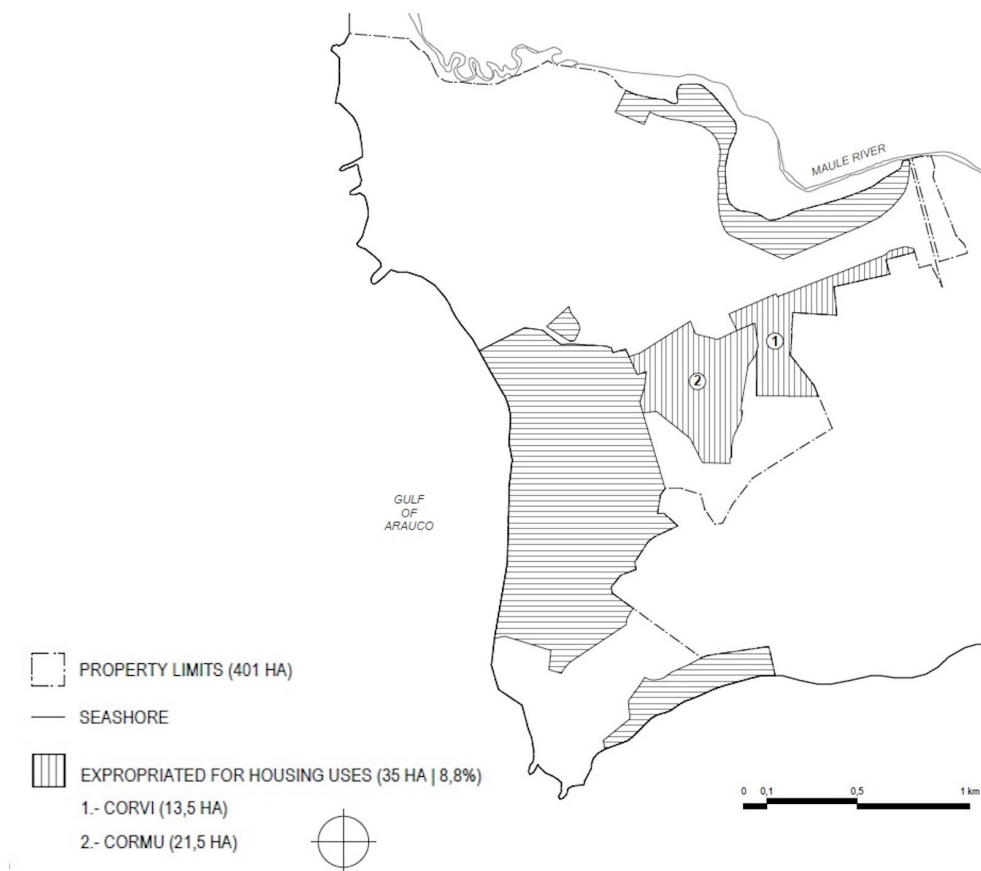 MAULE RIVER
1
2
GULF
OF
ARAUCO
PROPERTY LIMITS (401 HA)
SEASHORE
EXPROPRIATED FOR HOUSING USES (35 HA | 8,8%)
1.- CORVI (13,5 HA)
2.- CORMU (21,5 HA)
0 0,1 0,5 1 km